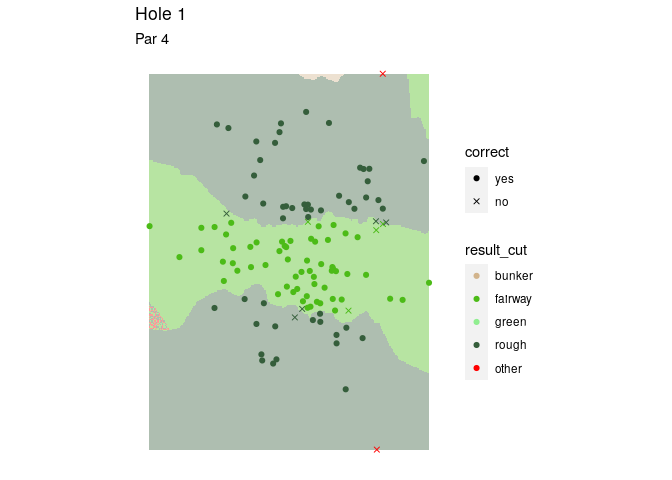 Hole 1
Par 4
correct
yes
no
result_cut
bunker
fairway
green
rough
other